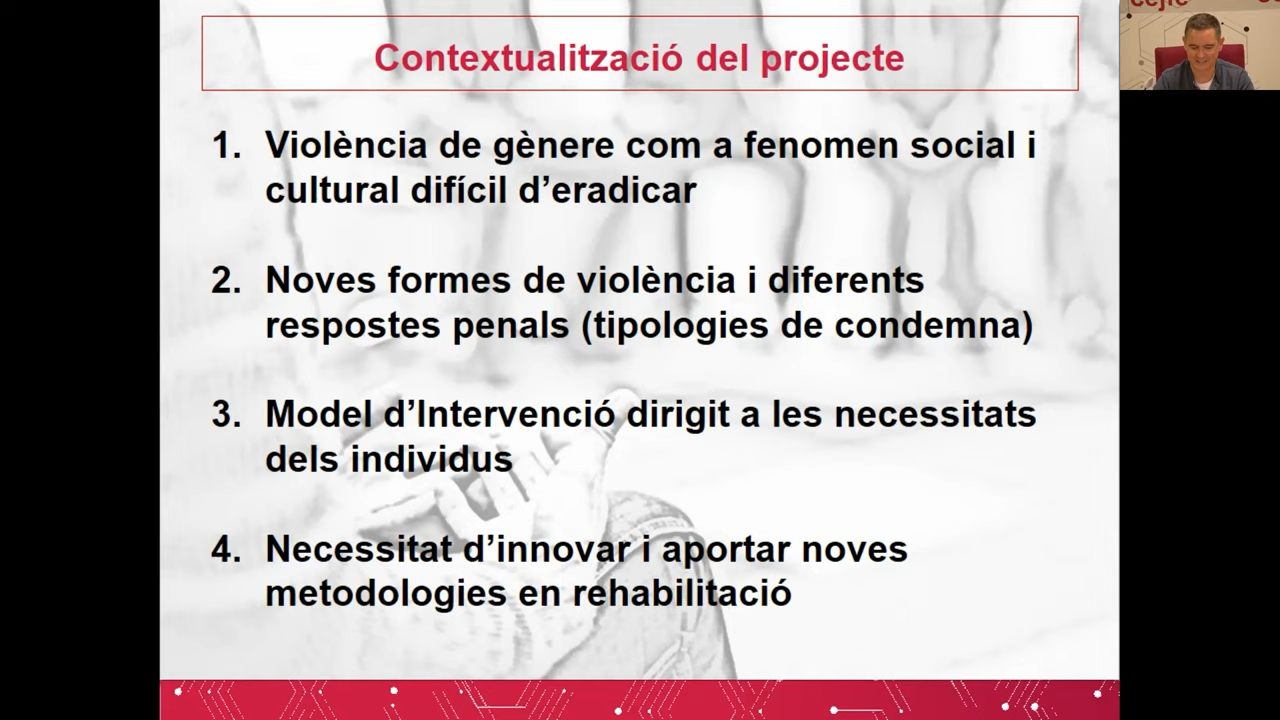 Contextualització del projecte
1. Violència de gènere com a fenomen social i
cultural difícil d’eradicar
2. Noves formes de violència i diferents
respostes penals (tipologies de condemna)
3. Model d’Intervenció dirigit a les necessitats
dels individus
4. Necessitat d’innovar i aportar noves
metodologies en rehabilitació